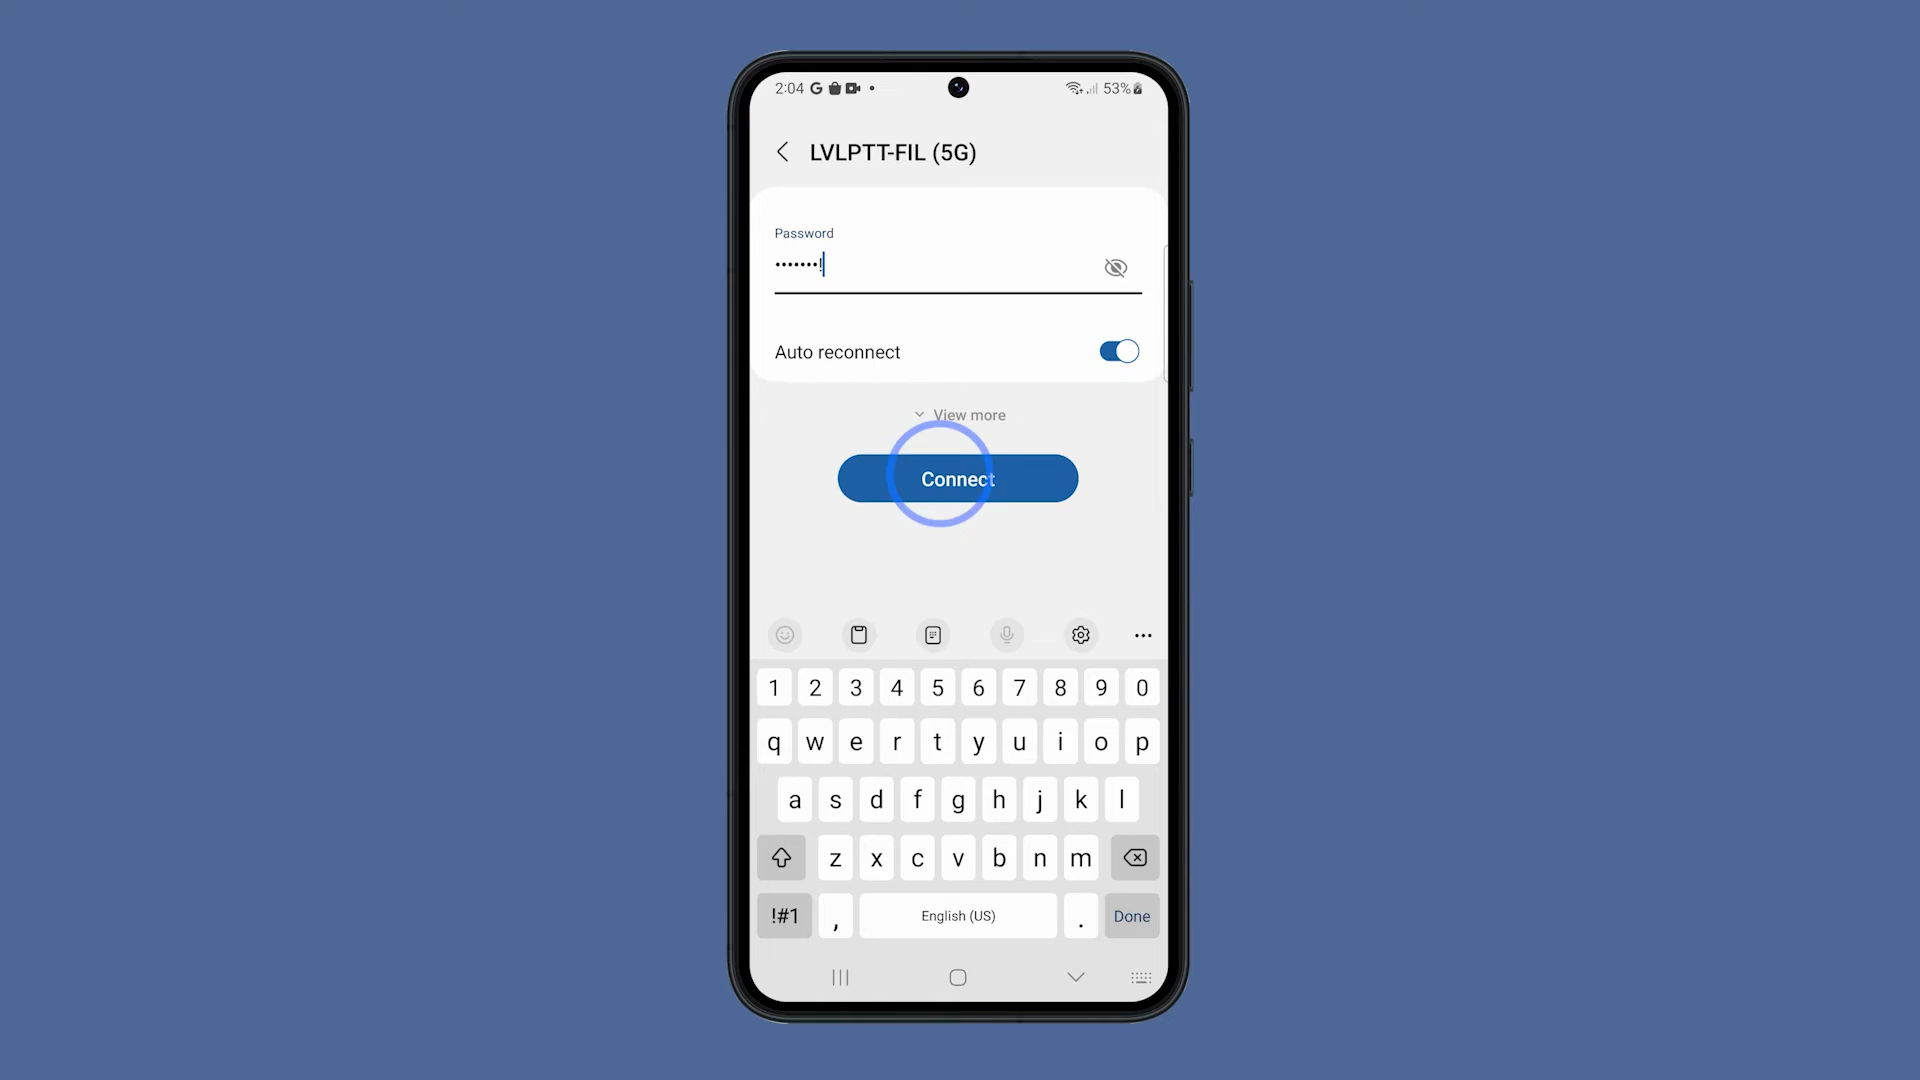 2:04 G 53%
LVLPTT-FIL (5G)
Password
•••••••!
Auto reconnect
View more
Connect
1 2 3 4 5 6 7 8 9 0
q w e r t y u i o p
a s d f g h j k l
z x c v b n m
!#1 , English (US) . Done